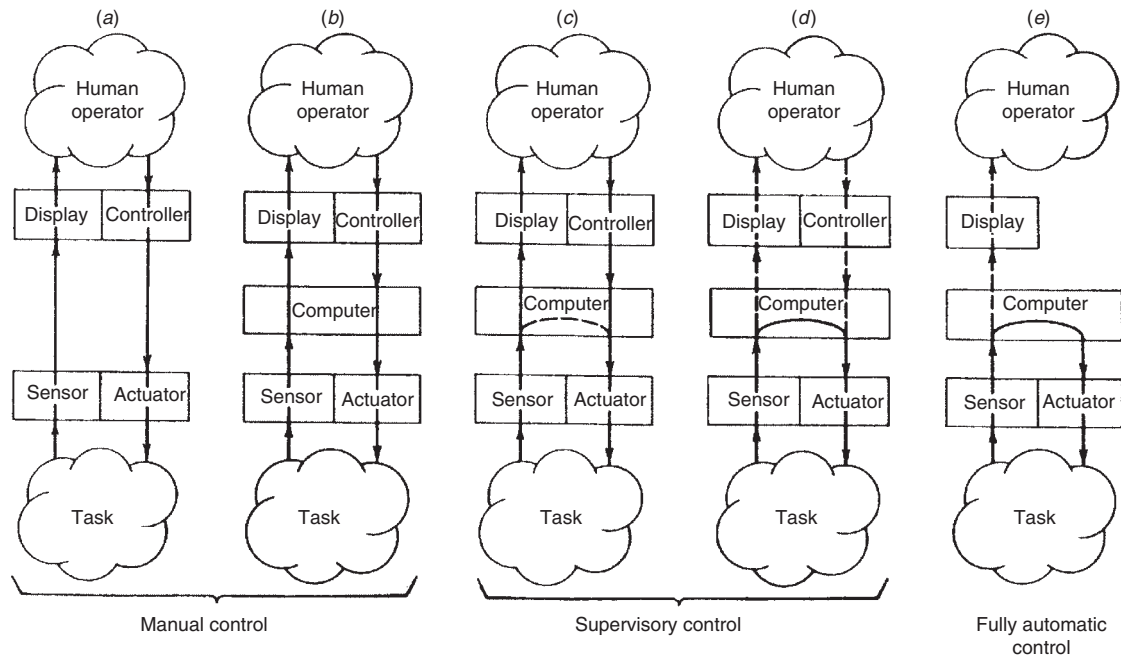 (a)
(b)
(c)
(d)
(e)
Human
operator
Human
operator
Human
operator
Human
operator
Human
operator
Display
Controller
Display
Controller
Display
Controller
Display
Controller
Display
Computer
Computer
Computer
Computer
Sensor
Actuator
Sensor
Actuator
Sensor
Actuator
Sensor
Actuator
Sensor
Actuator
Task
Task
Task
Task
Task
Manual control
Supervisory control
Fully automatic
control